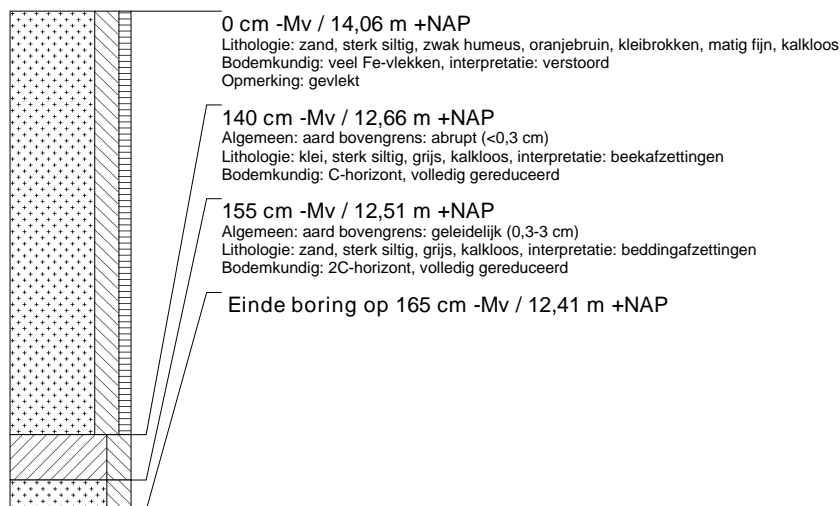 0 cm -Mv / 14,06 m +NAP
Lithologie: zand, sterk siltig, zwak humeus, oranjebruin, kleibrokken, matig fijn, kalkloos
Bodemkundig: veel Fe-vlekken, interpretatie: verstoord
Opmerking: gevlekt
140 cm -Mv / 12,66 m +NAP
Algemeen: aard bovengrens: abrupt (<0,3 cm)
Lithologie: klei, sterk siltig, grijs, kalkloos, interpretatie: beekafzettingen
Bodemkundig: C-horizont, volledig gereduceerd
155 cm -Mv / 12,51 m +NAP
Algemeen: aard bovengrens: geleidelijk (0,3-3 cm)
Lithologie: zand, sterk siltig, grijs, kalkloos, interpretatie: beddingafzettingen
Bodemkundig: 2C-horizont, volledig gereduceerd
Einde boring op 165 cm -Mv / 12,41 m +NAP